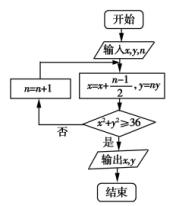 开始
输入x,y,n
n=n+1
x=x+\frac{n-1}{2}, y=ny
x²+y²≥36
否
是
输出x,y
结束